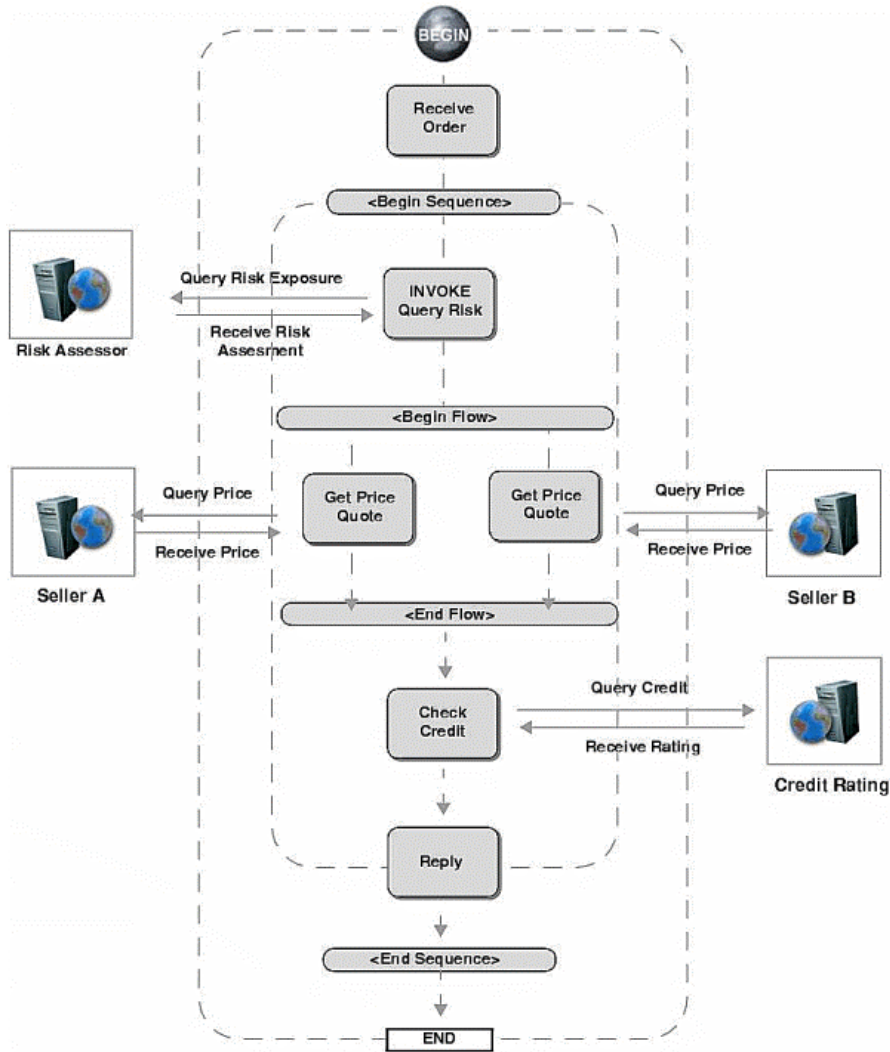 BEGIN
Receive
Order
<Begin Sequence>
Query Risk Exposure
INVOKE
Query Risk
Receive Risk
Assesment
Risk Assessor
<Begin Flow>
Query Price
Get Price
Quote
Receive Price
Seller A
Get Price
Quote
Query Price
Receive Price
Seller B
<End Flow>
Check
Credit
Query Credit
Receive Rating
Credit Rating
Reply
<End Sequence>
END